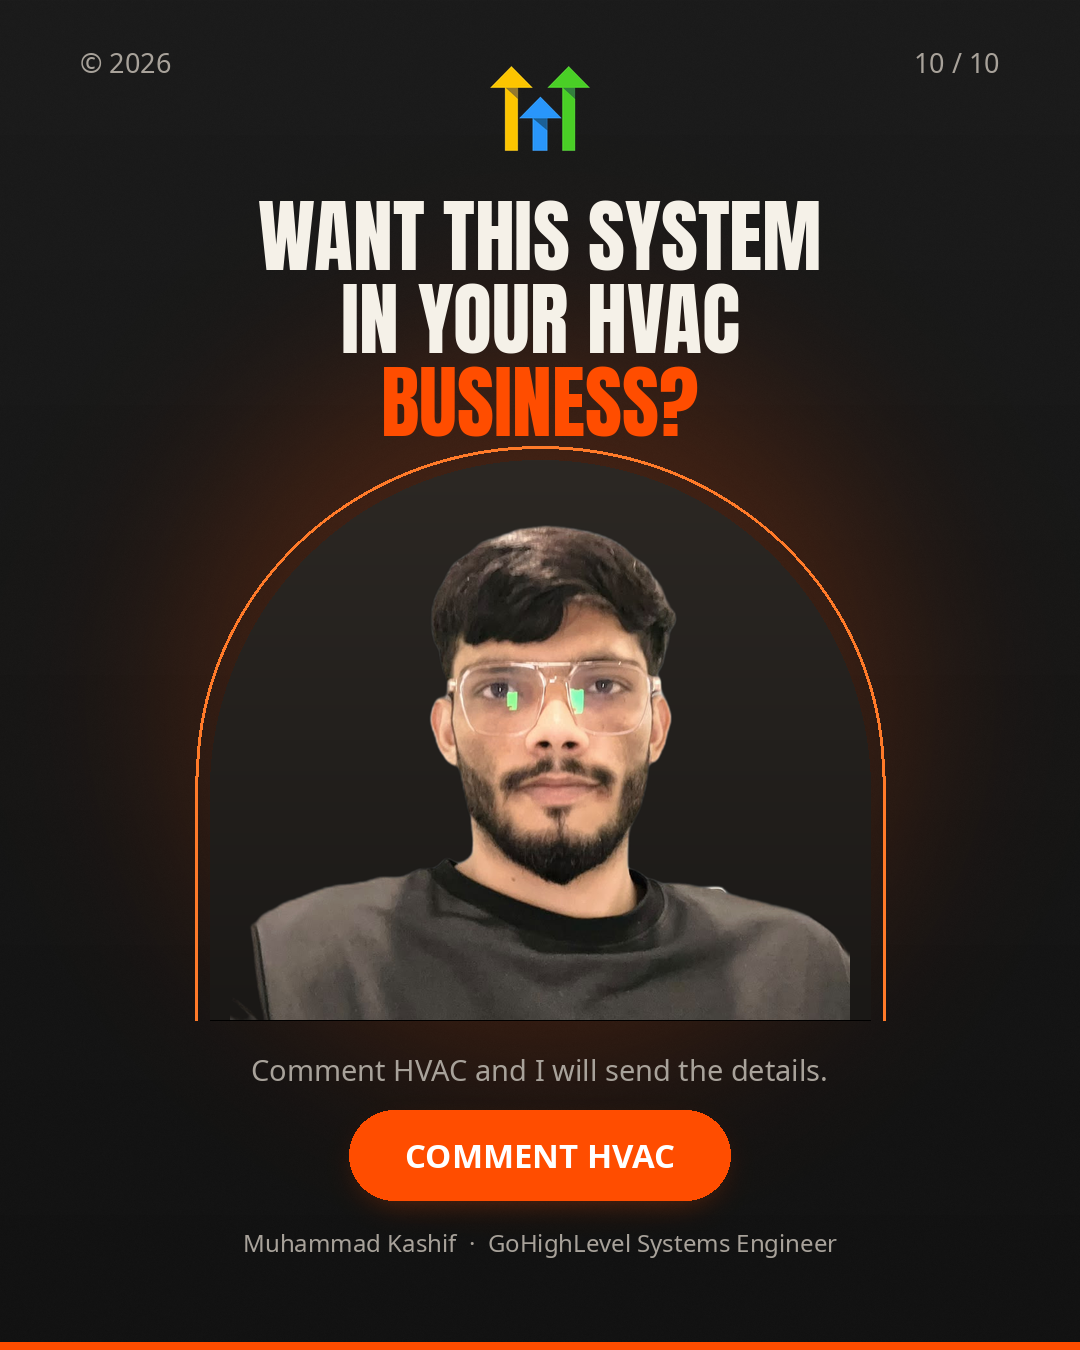 © 2026
10 / 10
WANT THIS SYSTEM
IN YOUR HVAC
BUSINESS?
Comment HVAC and I will send the details.
COMMENT HVAC
Muhammad Kashif · GoHighLevel Systems Engineer